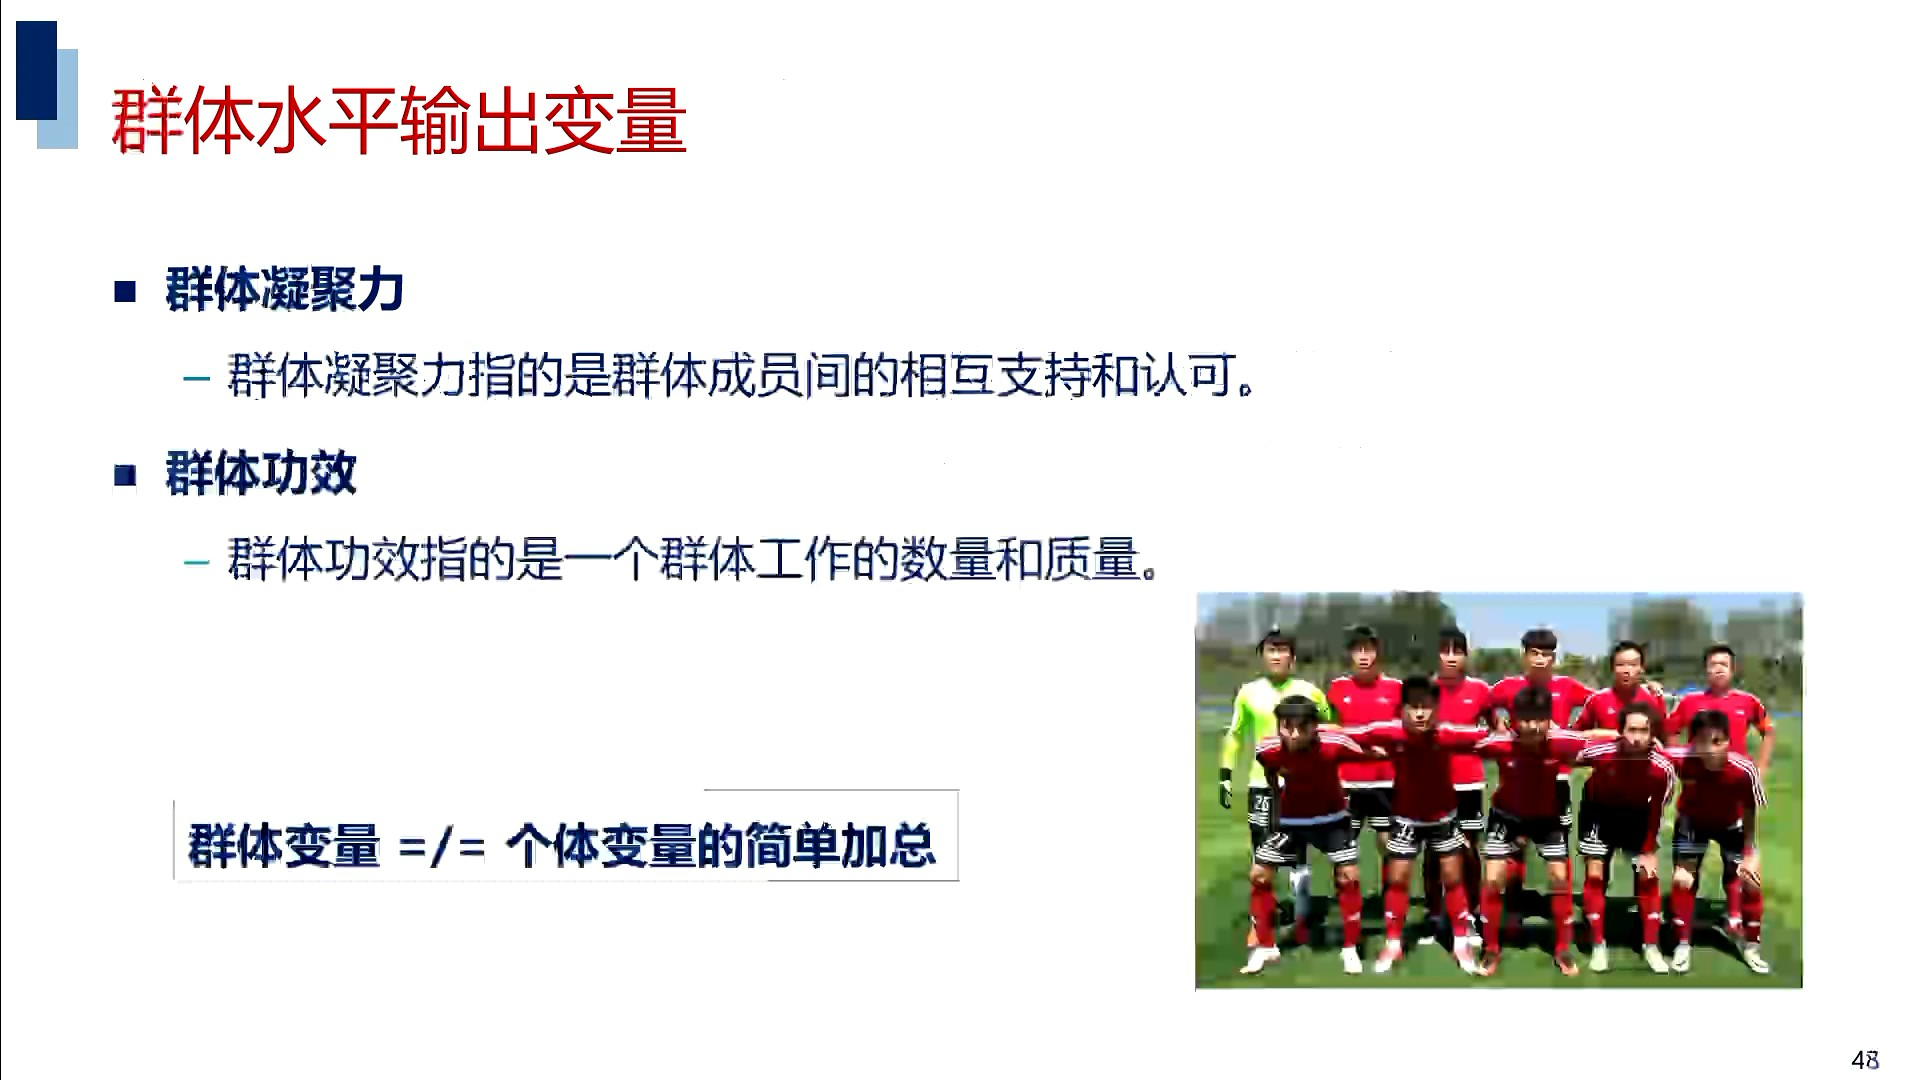 群体水平输出变量
■ 群体凝聚力
– 群体凝聚力指的是群体成员间的相互支持和认可。
■ 群体功效
– 群体功效指的是一个群体工作的数量和质量。
群体变量 =/= 个体变量的简单加总
26
48